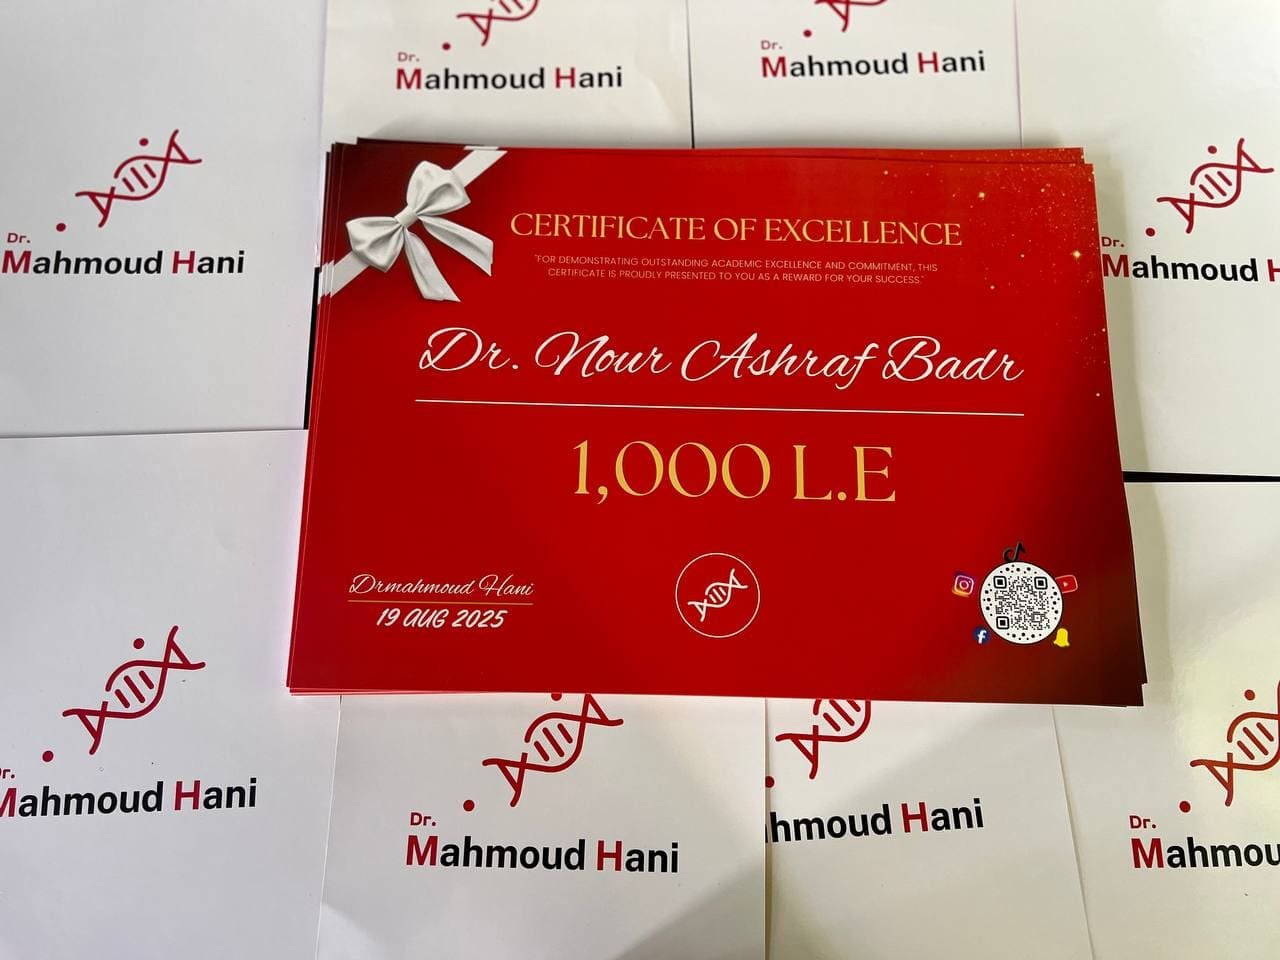 Dr.
Mahmoud Hani
Dr.
Mahmoud Hani
Dr.
Mahmoud Hani
Dr.
Mahmoud H
CERTIFICATE OF EXCELLENCE
"FOR DEMONSTRATING OUTSTANDING ACADEMIC EXCELLENCE AND COMMITMENT, THIS
CERTIFICATE IS PROUDLY PRESENTED TO YOU AS A REWARD FOR YOUR SUCCESS."
Dr. Nour Ashraf Badr
1,000 L.E
Drmahmoud Hani
19 AUG 2025
Dr.
Mahmoud Hani
Dr.
Mahmoud Hani
hmoud Hani
Dr.
Mahmou